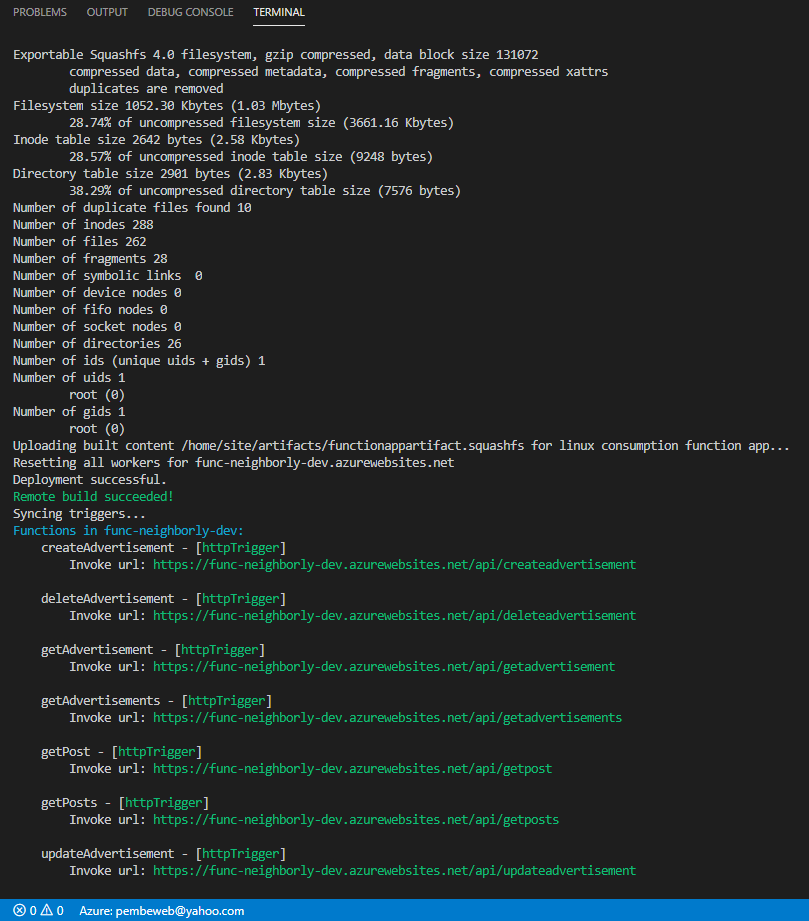 PROBLEMS OUTPUT DEBUG CONSOLE TERMINAL
Exportable Squashfs 4.0 filesystem, gzip compressed, data block size 131072
compressed data, compressed metadata, compressed fragments, compressed xattrs
duplicates are removed
Filesystem size 1052.30 Kbytes (1.03 Mbytes)
28.74% of uncompressed filesystem size (3661.16 Kbytes)
Inode table size 2642 bytes (2.58 Kbytes)
28.57% of uncompressed inode table size (9248 bytes)
Directory table size 2901 bytes (2.83 Kbytes)
38.29% of uncompressed directory table size (7576 bytes)
Number of duplicate files found 10
Number of inodes 288
Number of files 262
Number of fragments 28
Number of symbolic links  0
Number of device nodes 0
Number of fifo nodes 0
Number of socket nodes 0
Number of directories 26
Number of ids (unique uids + gids) 1
Number of uids 1
root (0)
Number of gids 1
root (0)
Uploading built content /home/site/artifacts/functionappartifact.squashfs for linux consumption function app...
Resetting all workers for func-neighborly-dev.azurewebsites.net
Deployment successful.
Remote build succeeded!
Syncing triggers...
Functions in func-neighborly-dev:
createAdvertisement - [httpTrigger]
Invoke url: https://func-neighborly-dev.azurewebsites.net/api/createadvertisement
deleteAdvertisement - [httpTrigger]
Invoke url: https://func-neighborly-dev.azurewebsites.net/api/deleteadvertisement
getAdvertisement - [httpTrigger]
Invoke url: https://func-neighborly-dev.azurewebsites.net/api/getadvertisement
getAdvertisements - [httpTrigger]
Invoke url: https://func-neighborly-dev.azurewebsites.net/api/getadvertisements
getPost - [httpTrigger]
Invoke url: https://func-neighborly-dev.azurewebsites.net/api/getpost
getPosts - [httpTrigger]
Invoke url: https://func-neighborly-dev.azurewebsites.net/api/getposts
updateAdvertisement - [httpTrigger]
Invoke url: https://func-neighborly-dev.azurewebsites.net/api/updateadvertisement
0 0 Azure: pembeweb@yahoo.com